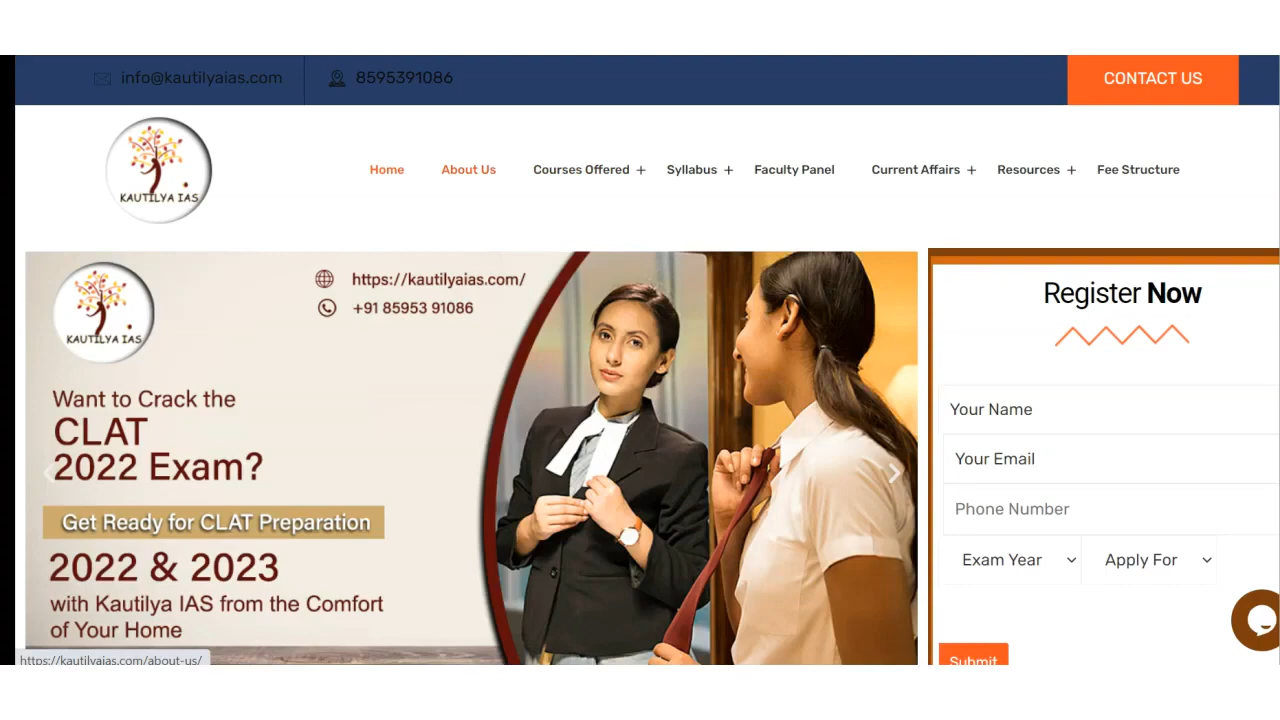 info@kautilyaias.com
8595391086
CONTACT US
KAUTILYA IAS
Home
About Us
Courses Offered +
Syllabus +
Faculty Panel
Current Affairs +
Resources +
Fee Structure
KAUTILYA IAS
https://kautilyaias.com/
+91 85953 91086
Want to Crack the
CLAT
2022 Exam?
Get Ready for CLAT Preparation
2022 & 2023
with Kautilya IAS from the Comfort
of Your Home
Register Now
Your Name
Your Email
Phone Number
Exam Year
Apply For
Submit
https://kautilyaias.com/about-us/